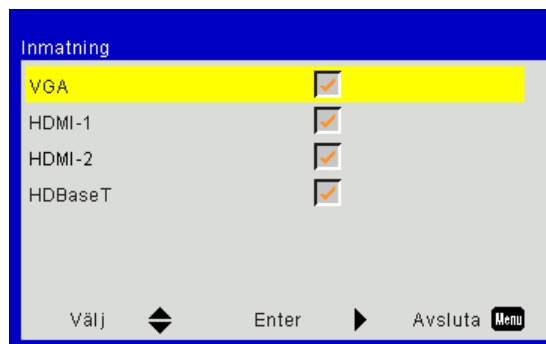 Inmatning
VGA
HDMI-1
HDMI-2
HDBaseT
Välj Enter Avsluta Menu